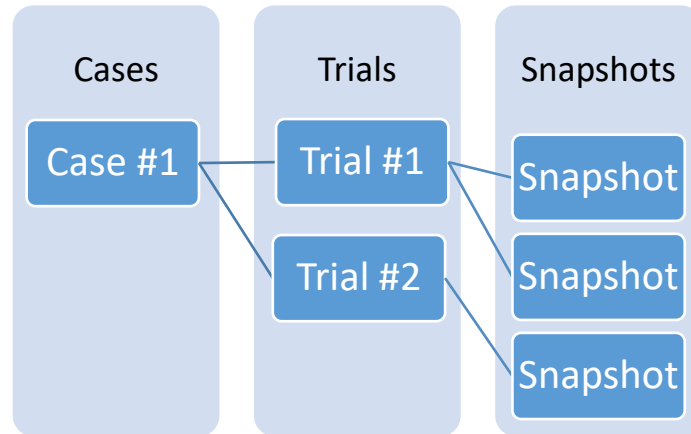 Cases
Trials
Snapshots
Case #1
Trial #1
Snapshot
Snapshot
Trial #2
Snapshot